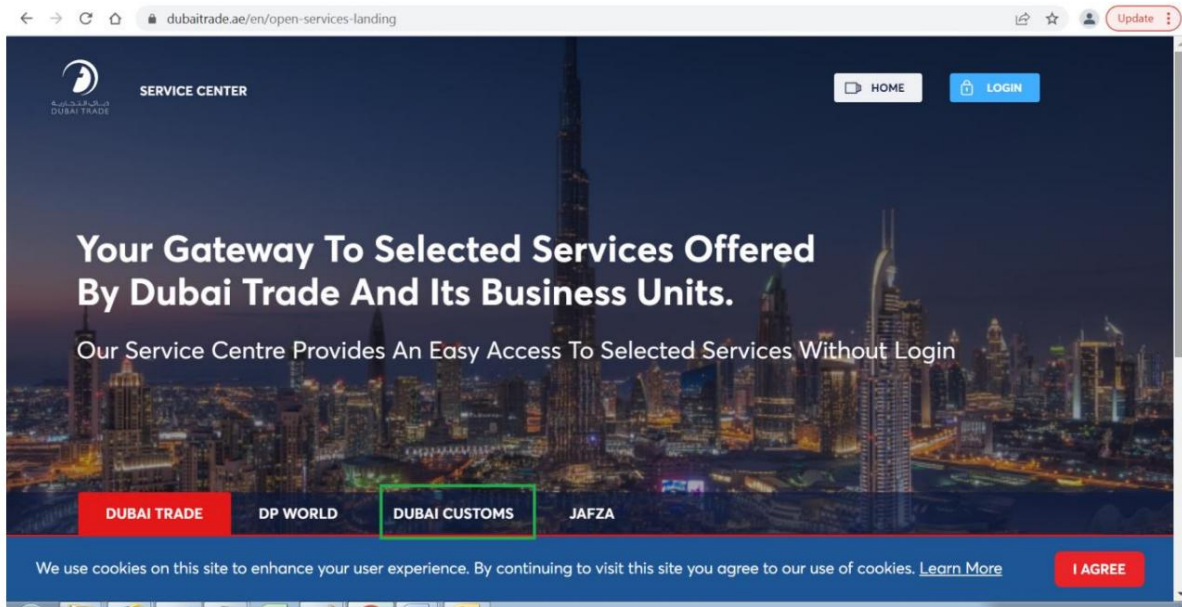 dubaitrade.ae/en/open-services-landing
Update
دبي التجارية
DUBAI TRADE
SERVICE CENTER
HOME
LOGIN
Your Gateway To Selected Services Offered
By Dubai Trade And Its Business Units.
Our Service Centre Provides An Easy Access To Selected Services Without Login
DUBAI TRADE
DP WORLD
DUBAI CUSTOMS
JAFZA
We use cookies on this site to enhance your user experience. By continuing to visit this site you agree to our use of cookies. Learn More
I AGREE